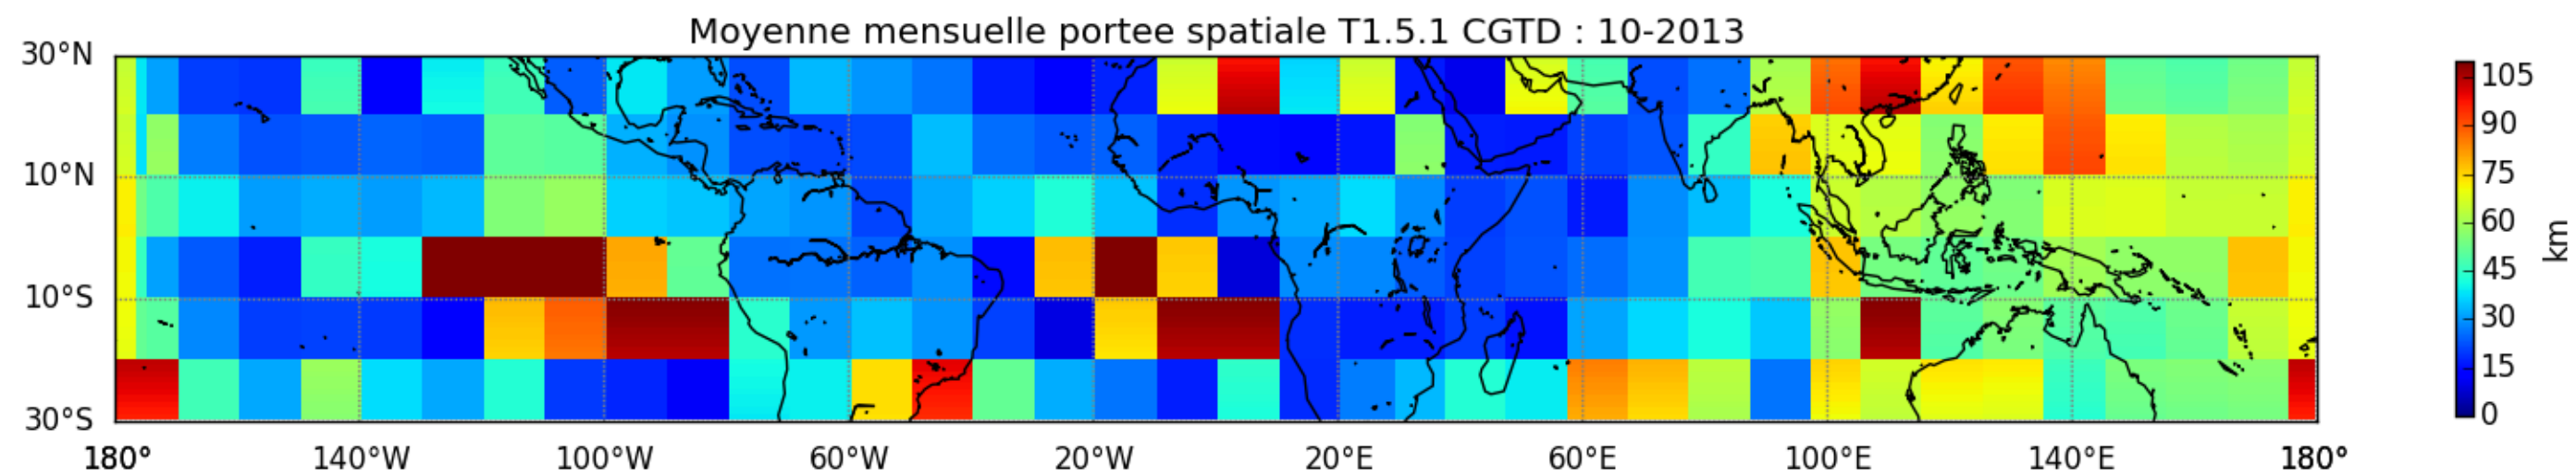 Moyenne mensuelle portee spatiale T1.5.1 CGTD : 10-2013
30°N
10°N
10°S
30°S
180° 140°W 100°W 60°W 20°W 20°E 60°E 100°E 140°E 180°
105
90
75
60
45
30
15
0
km